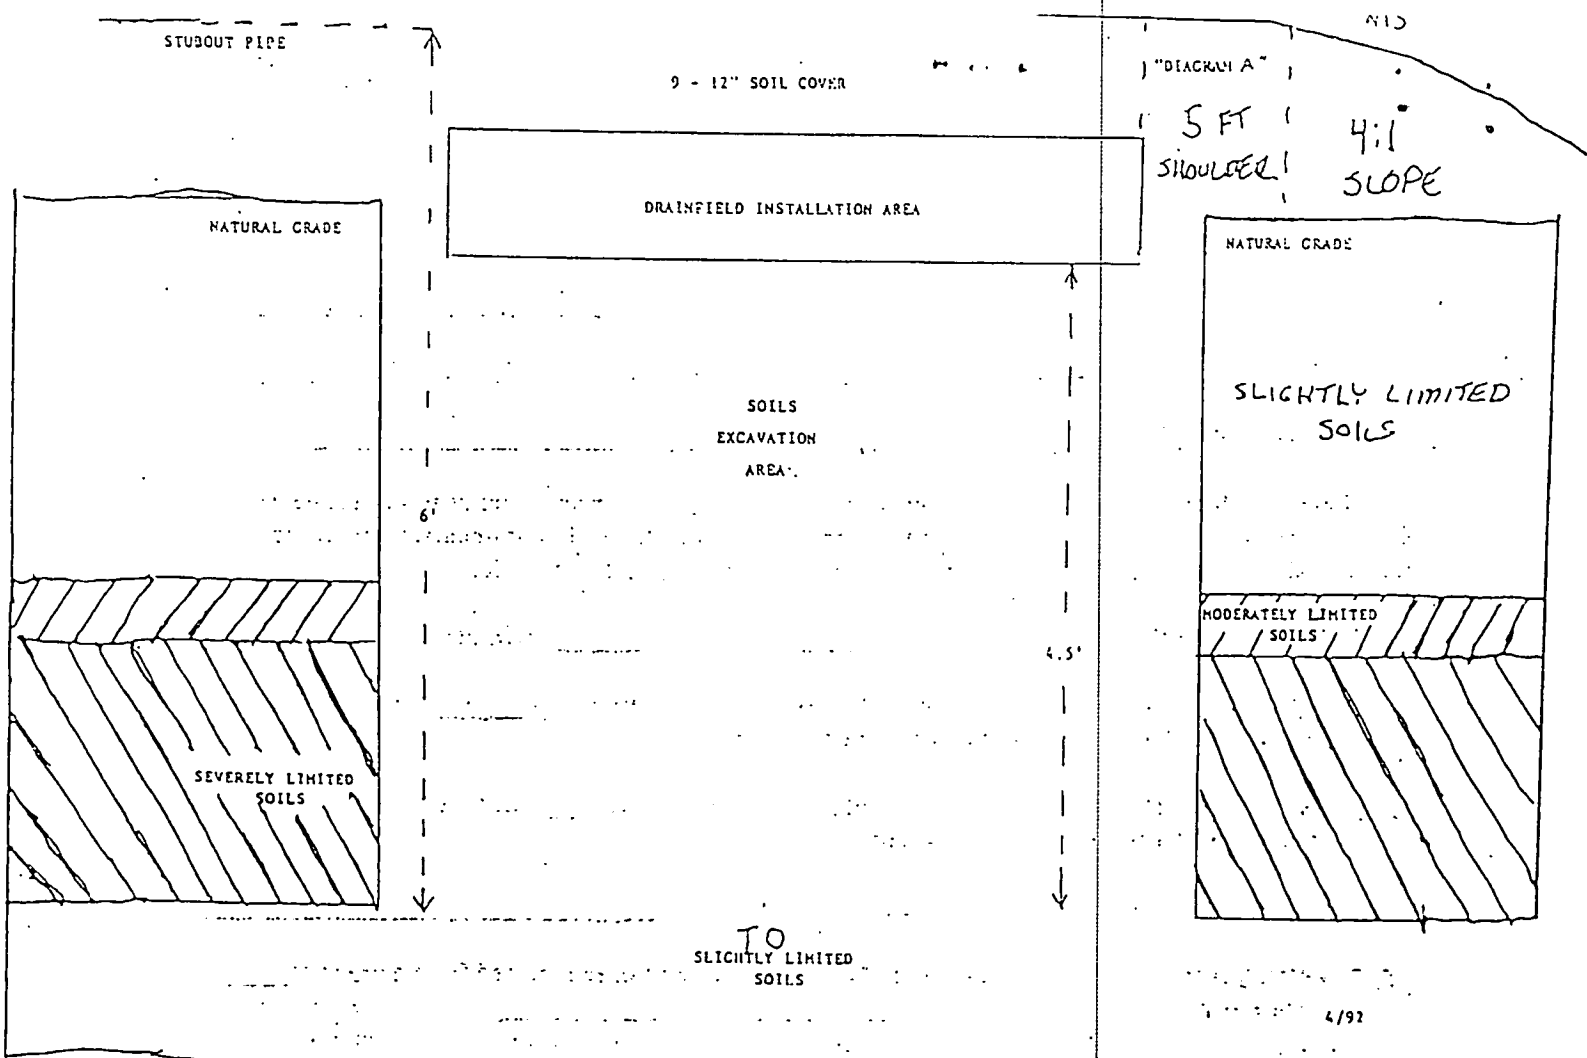 STUBOUT PIPE
NTS
9 - 12" SOIL COVER
"DIAGRAM A"
5 FT
SHOULDER
4:1
SLOPE
NATURAL GRADE
DRAINFIELD INSTALLATION AREA
NATURAL GRADE
SOILS
EXCAVATION
AREA
SLIGHTLY LIMITED
SOILS
6'
MODERATELY LIMITED
SOILS
4.5'
SEVERELY LIMITED
SOILS
TO
SLIGHTLY LIMITED
SOILS
4/92